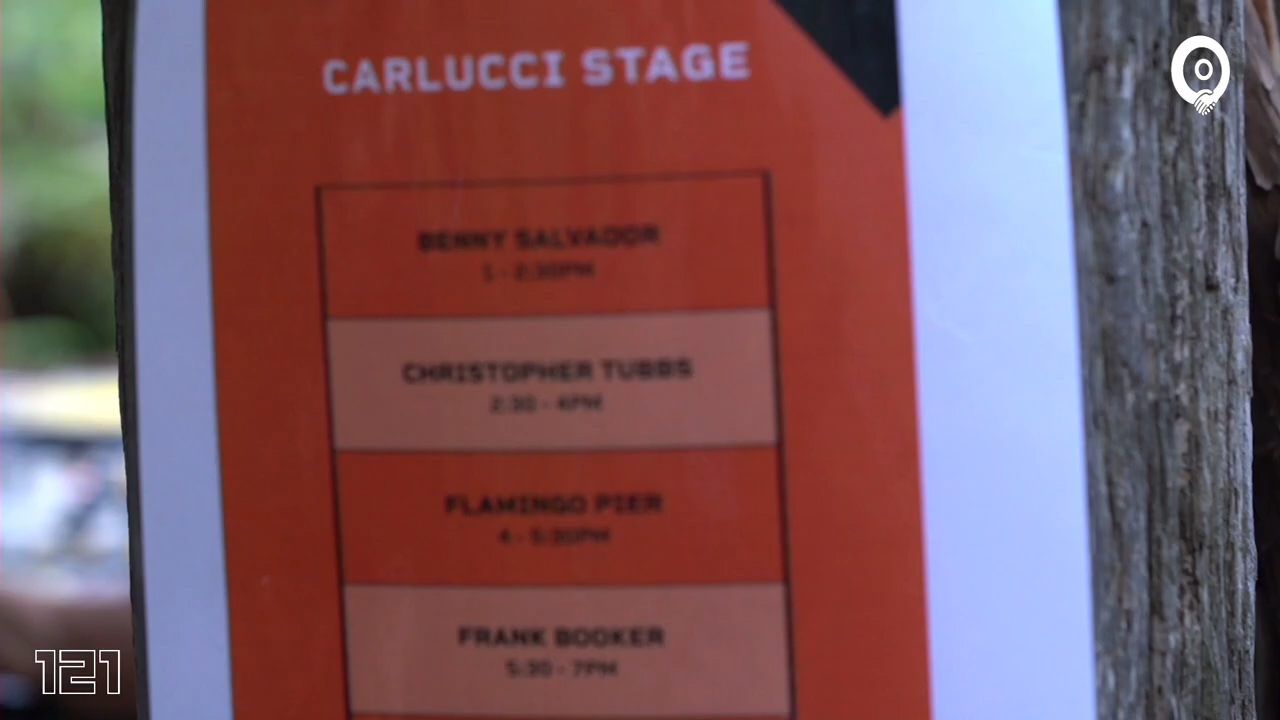 CARLUCCI STAGE
BENNY SALVADOR
1 - 2:30PM
CHRISTOPHER TUBBS
2:30 - 4PM
FLAMINGO PIER
4 - 5:30PM
FRANK BOOKER
5:30 - 7PM
121